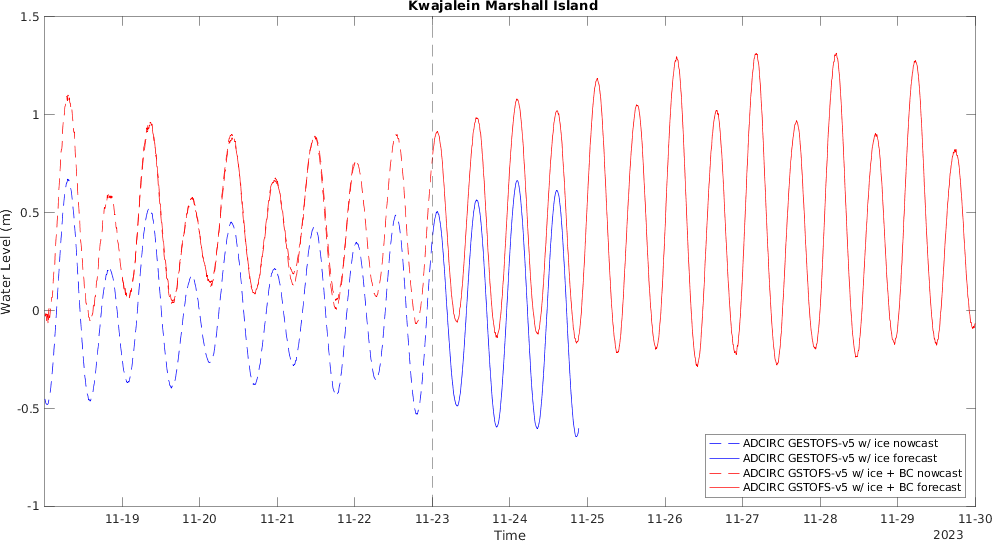 Kwajalein Marshall Island
1.5
1
0.5
0
-0.5
-1
Water Level (m)
ADCIRC GESTOFS-v5 w/ ice nowcast
ADCIRC GESTOFS-v5 w/ ice forecast
ADCIRC GSTOFS-v5 w/ ice + BC nowcast
ADCIRC GSTOFS-v5 w/ ice + BC forecast
11-19 11-20 11-21 11-22 11-23 11-24 11-25 11-26 11-27 11-28 11-29 11-30
Time
2023